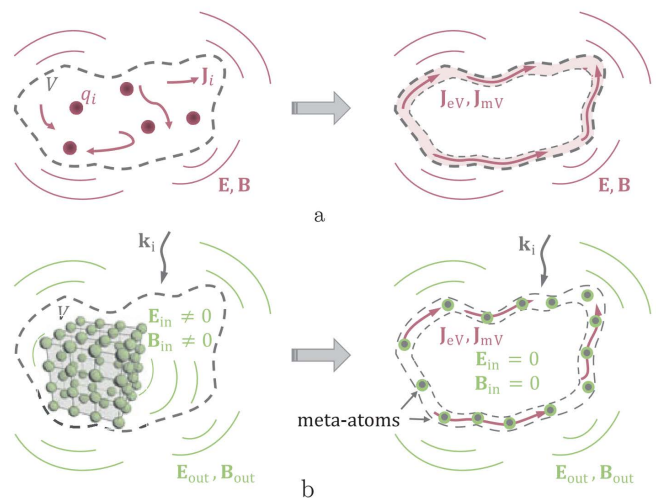 V
q_i
J_i
E, B
J_eV, J_mV
E, B
a
k_i
V
E_in ≠ 0
B_in ≠ 0
E_out, B_out
k_i
J_eV, J_mV
E_in = 0
B_in = 0
meta-atoms
E_out, B_out
b